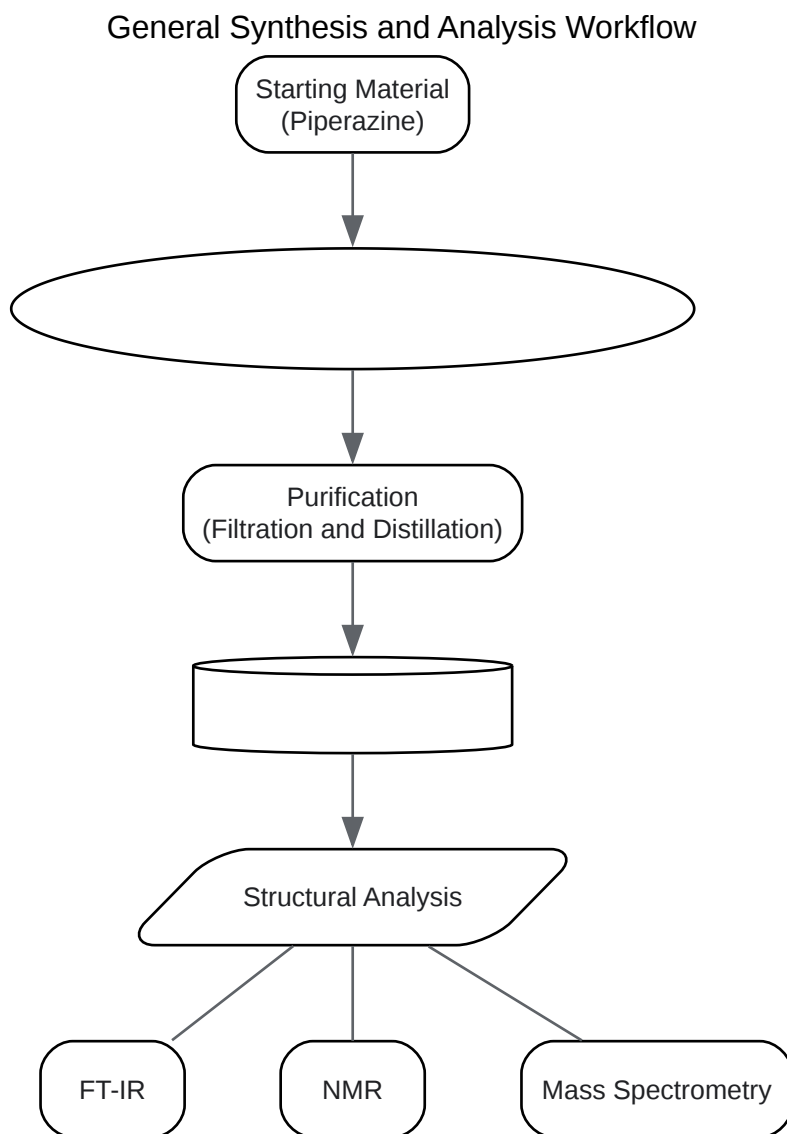 General Synthesis and Analysis Workflow
Starting Material
(Piperazine)
Purification
(Filtration and Distillation)
Structural Analysis
FT-IR
NMR
Mass Spectrometry